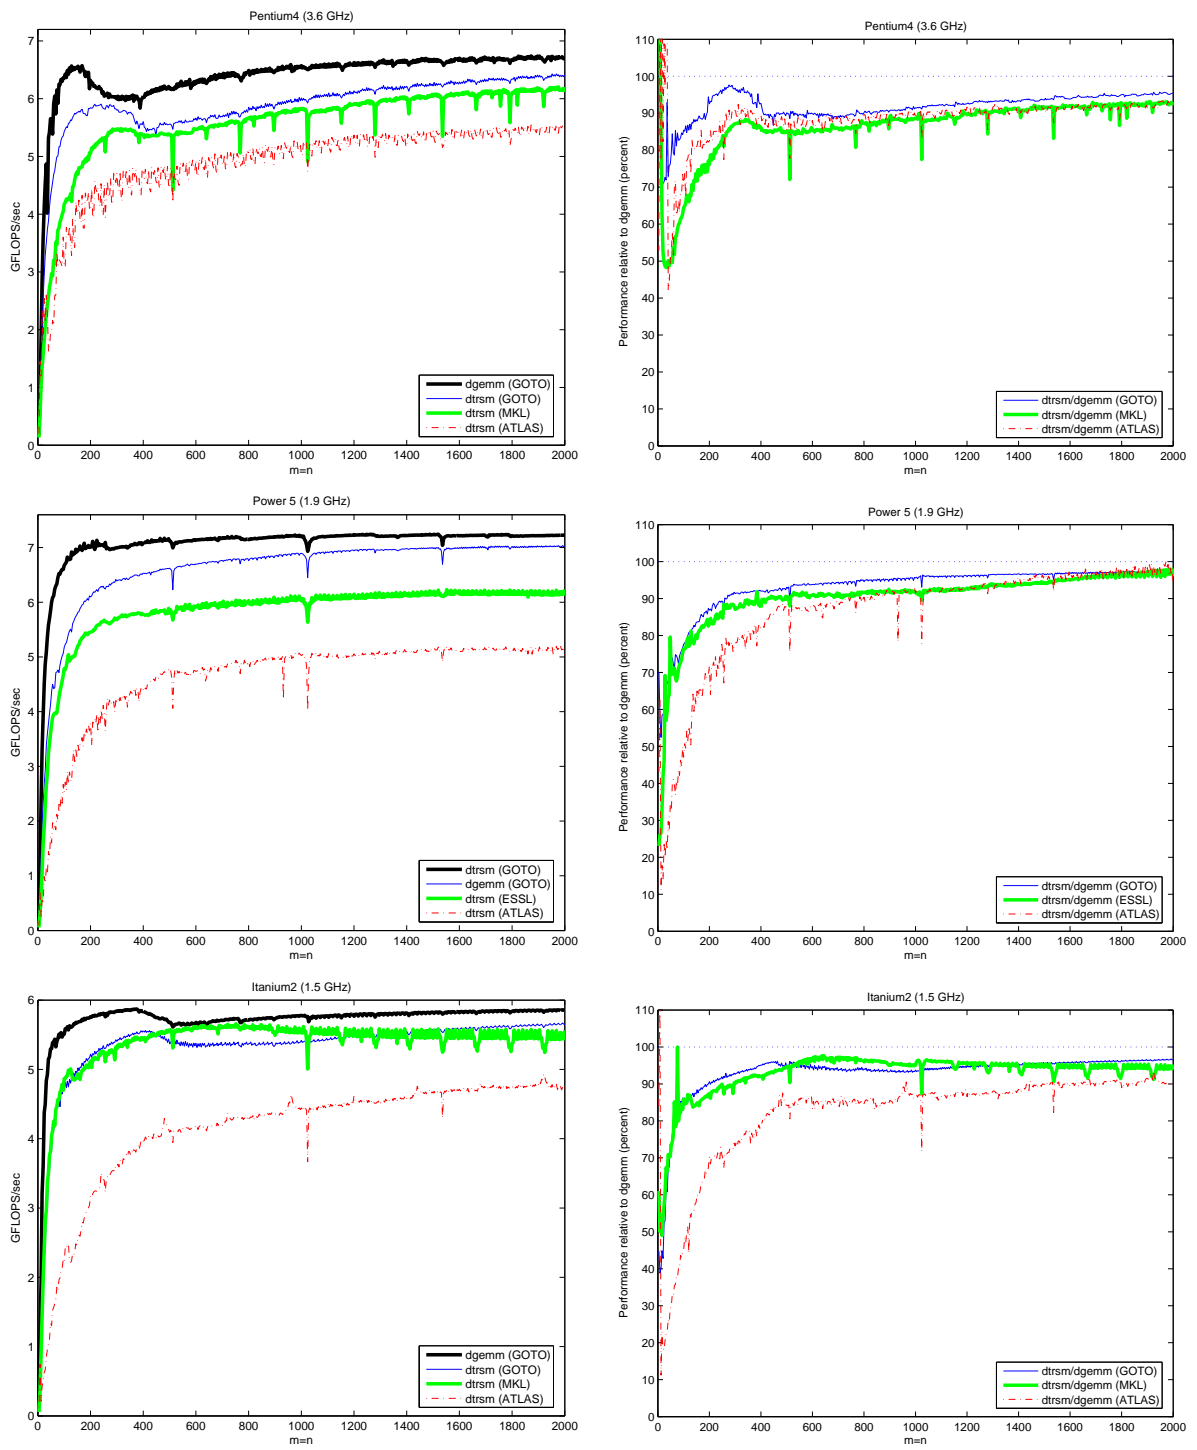 Pentium4 (3.6 GHz)
GFLOPS/sec
7
6
5
4
3
2
1
0
0 200 400 600 800 1000 1200 1400 1600 1800 2000
m=n
dgemm (GOTO)
dtrsm (GOTO)
dtrsm (MKL)
dtrsm (ATLAS)
Pentium4 (3.6 GHz)
Performance relative to dgemm (percent)
110
100
90
80
70
60
50
40
30
20
10
0
0 200 400 600 800 1000 1200 1400 1600 1800 2000
m=n
dtrsm/dgemm (GOTO)
dtrsm/dgemm (MKL)
dtrsm/dgemm (ATLAS)
Power 5 (1.9 GHz)
GFLOPS/sec
7
6
5
4
3
2
1
0
0 200 400 600 800 1000 1200 1400 1600 1800 2000
m=n
dtrsm (GOTO)
dgemm (GOTO)
dtrsm (ESSL)
dtrsm (ATLAS)
Power 5 (1.9 GHz)
Performance relative to dgemm (percent)
110
100
90
80
70
60
50
40
30
20
10
0
0 200 400 600 800 1000 1200 1400 1600 1800 2000
m=n
dtrsm/dgemm (GOTO)
dtrsm/dgemm (ESSL)
dtrsm/dgemm (ATLAS)
Itanium2 (1.5 GHz)
GFLOPS/sec
6
5
4
3
2
1
0
0 200 400 600 800 1000 1200 1400 1600 1800 2000
m=n
dgemm (GOTO)
dtrsm (GOTO)
dtrsm (MKL)
dtrsm (ATLAS)
Itanium2 (1.5 GHz)
Performance relative to dgemm (percent)
110
100
90
80
70
60
50
40
30
20
10
0
0 200 400 600 800 1000 1200 1400 1600 1800 2000
m=n
dtrsm/dgemm (GOTO)
dtrsm/dgemm (MKL)
dtrsm/dgemm (ATLAS)